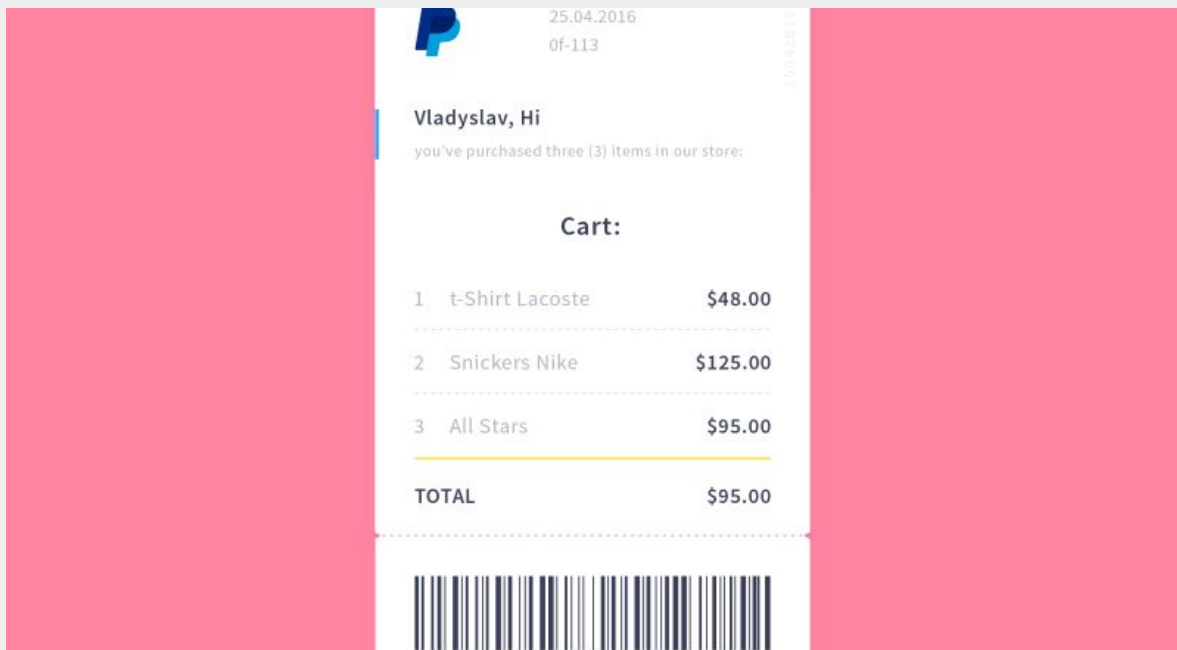 25.04.2016
0f-113
Vladyslav, Hi
you've purchased three (3) items in our store:
Cart:
1 t-Shirt Lacoste $48.00
2 Snickers Nike $125.00
3 All Stars $95.00
TOTAL $95.00